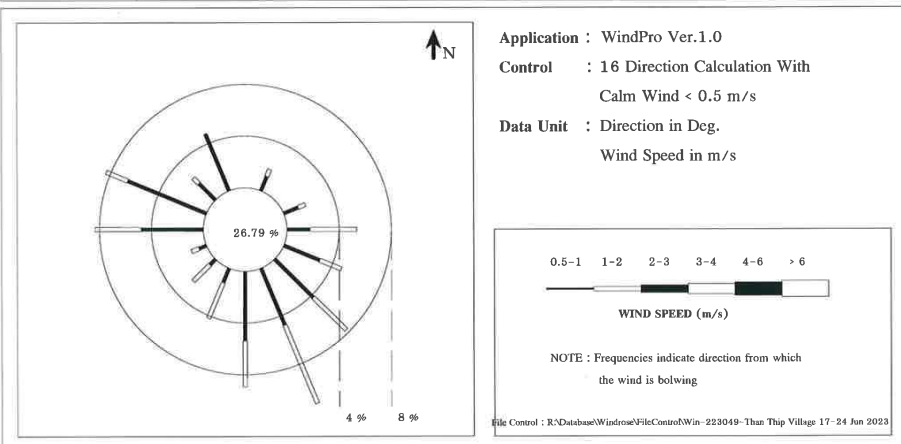 N
Application : WindPro Ver.1.0
Control : 16 Direction Calculation With
Calm Wind < 0.5 m/s
Data Unit : Direction in Deg.
Wind Speed in m/s
26.79 %
4 %
8 %
0.5-1 1-2 2-3 3-4 4-6 > 6
WIND SPEED (m/s)
NOTE : Frequencies indicate direction from which
the wind is bolwing
File Control : R:\Database\Windrose\FileControl\Win-223049-Than Thip Village 17-24 Jun 2023